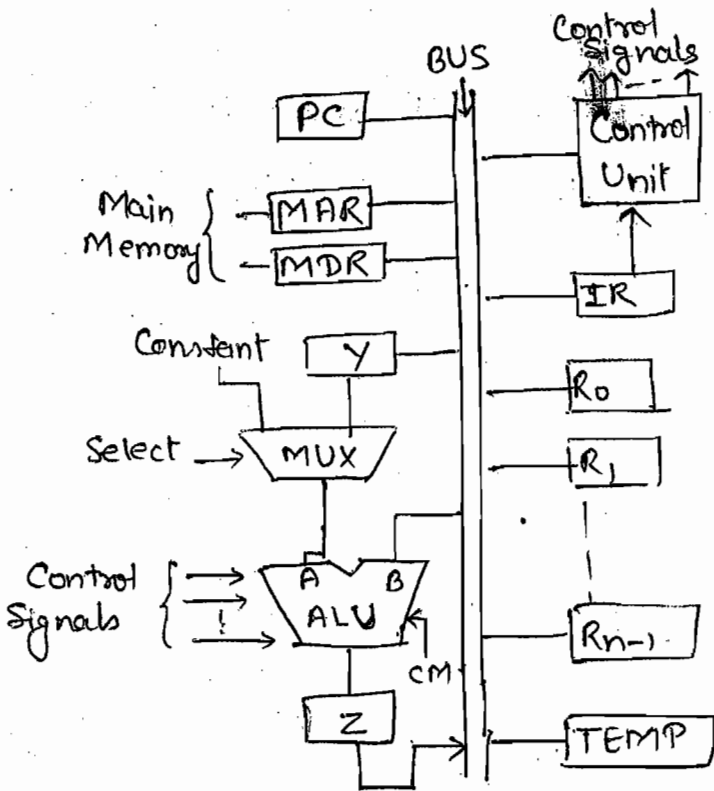 Control
Signals
BUS
PC
Control
Unit
Main
Memory
MAR
MDR
IR
Constant
Y
R0
Select
MUX
R1
Control
Signals
A
B
ALU
CM
Rn-1
Z
TEMP